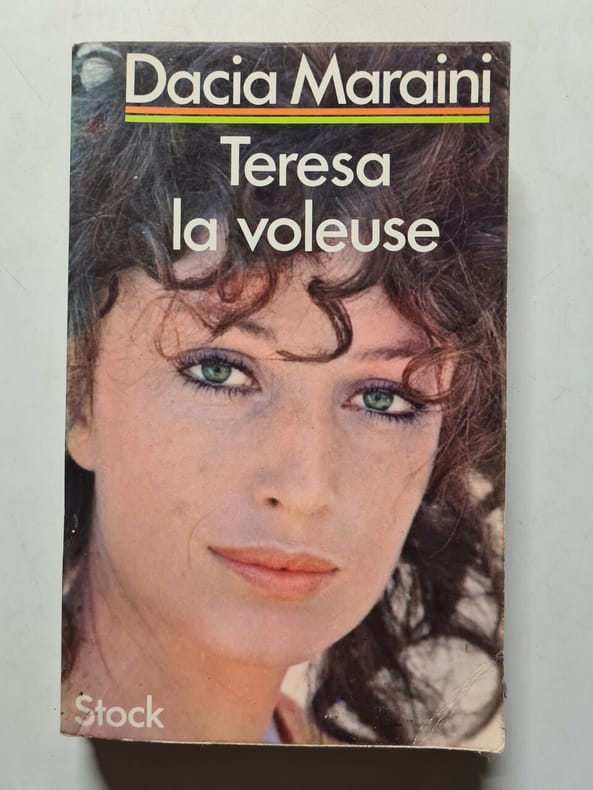 Dacia Maraini
Teresa
la voleuse
Stock